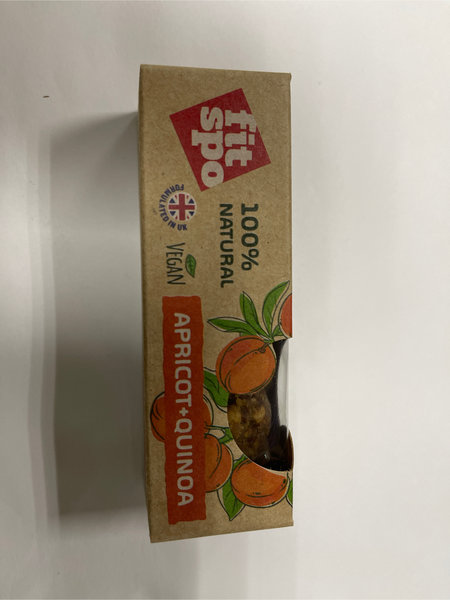 fit
spo
100%
NATURAL
FORMULATED IN UK
VEGAN
APRICOT+QUINOA